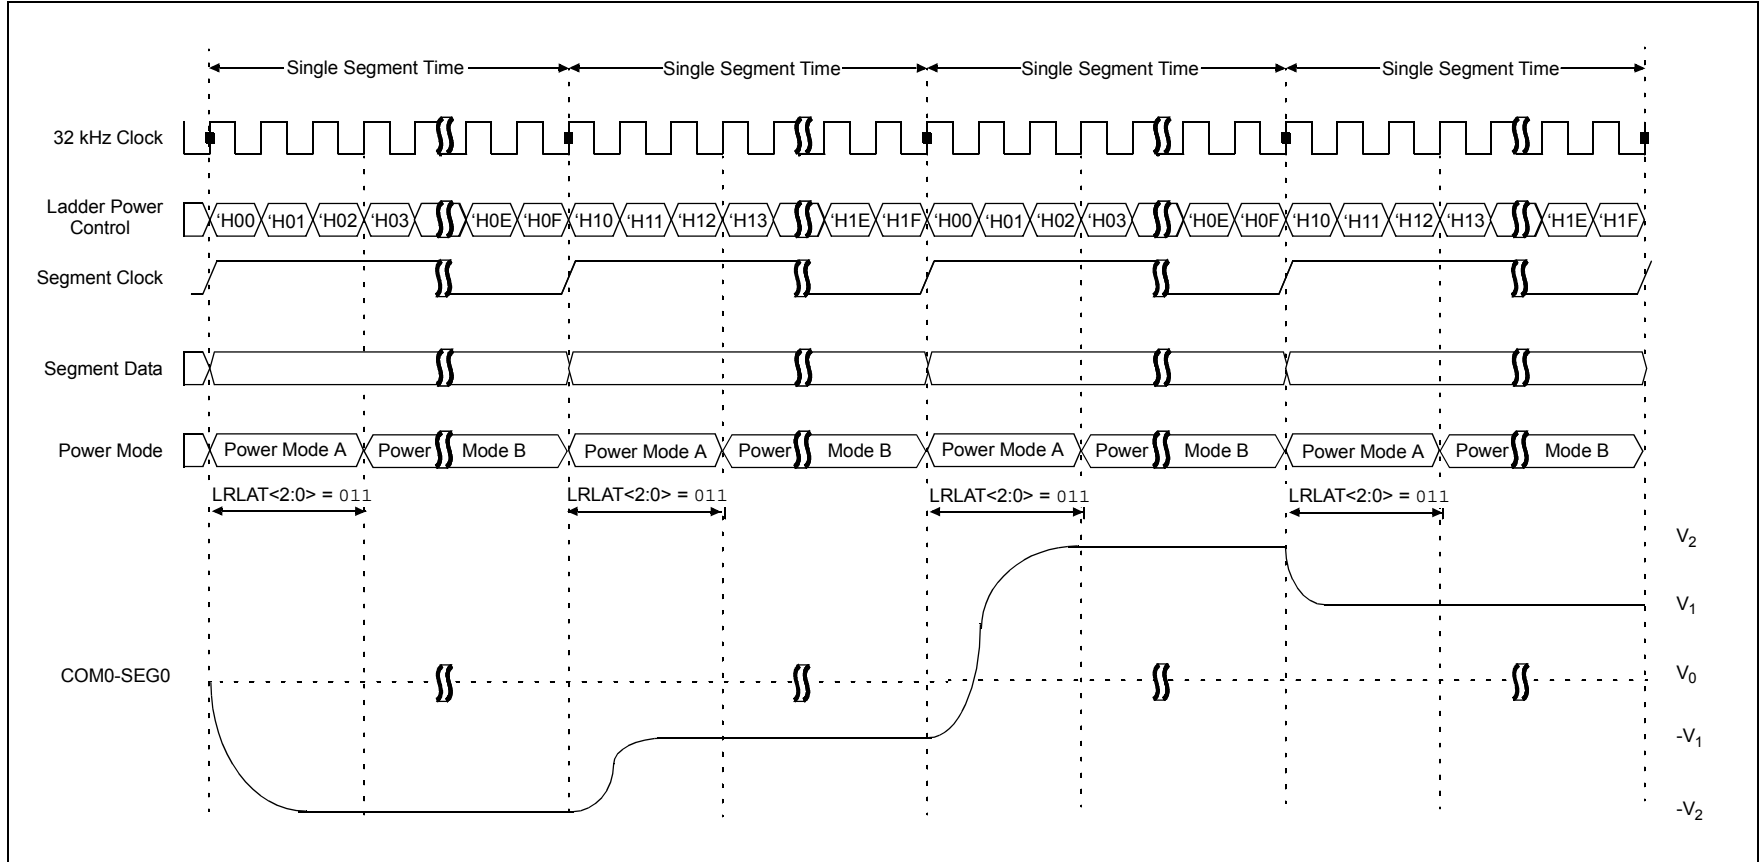 Single Segment Time Single Segment Time Single Segment Time Single Segment Time
32 kHz Clock
Ladder Power
Control
'H00 'H01 'H02 'H03 'H0E 'H0F 'H10 'H11 'H12 'H13 'H1E 'H1F 'H00 'H01 'H02 'H03 'H0E 'H0F 'H10 'H11 'H12 'H13 'H1E 'H1F
Segment Clock
Segment Data
Power Mode Power Mode A Power Mode B Power Mode A Power Mode B Power Mode A Power Mode B Power Mode A Power Mode B
LRLAT<2:0> = 011 LRLAT<2:0> = 011 LRLAT<2:0> = 011 LRLAT<2:0> = 011
V2
V1
COM0-SEG0 V0
-V1
-V2